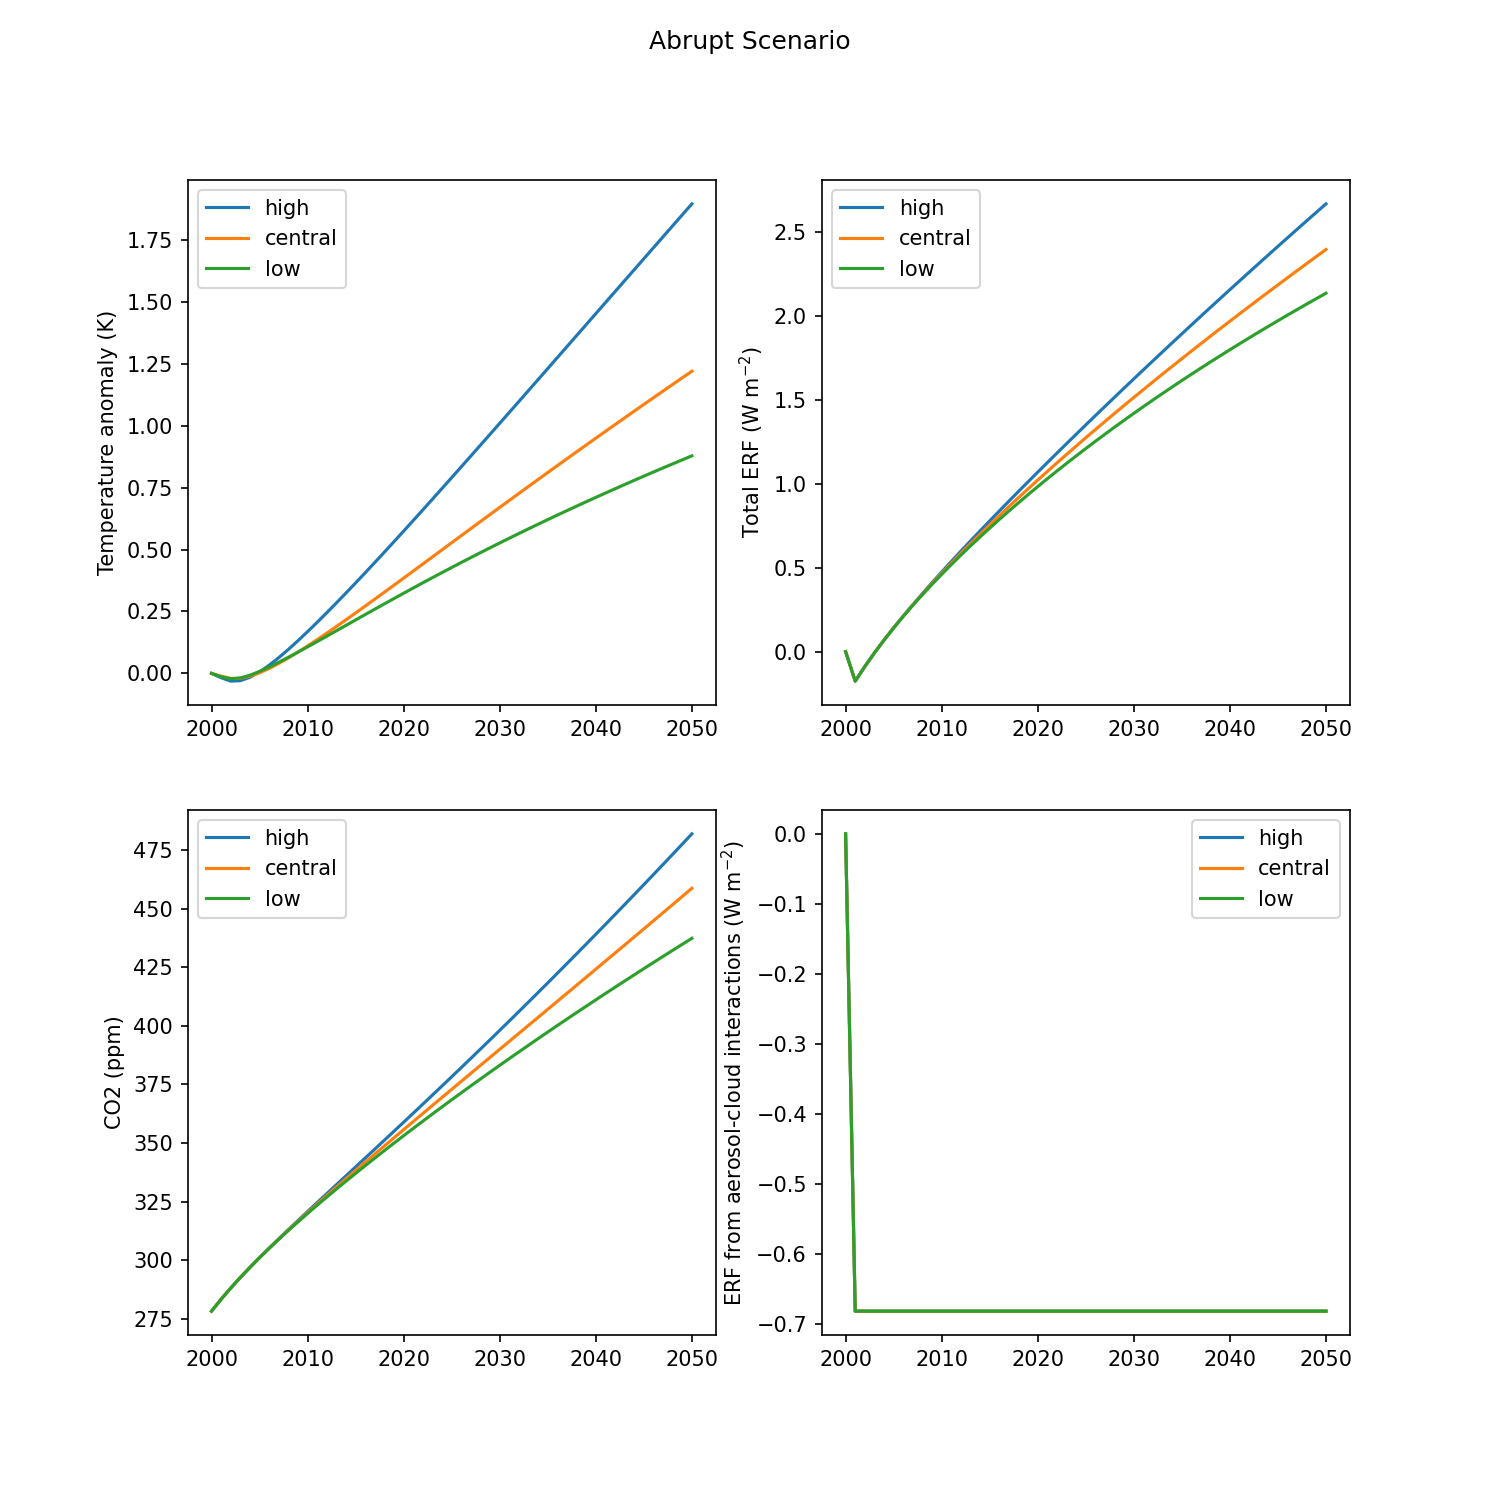 Abrupt Scenario
Temperature anomaly (K)
1.75
1.50
1.25
1.00
0.75
0.50
0.25
0.00
high
central
low
2000 2010 2020 2030 2040 2050
Total ERF (W m⁻²)
2.5
2.0
1.5
1.0
0.5
0.0
high
central
low
2000 2010 2020 2030 2040 2050
CO2 (ppm)
475
450
425
400
375
350
325
300
275
high
central
low
2000 2010 2020 2030 2040 2050
ERF from aerosol-cloud interactions (W m⁻²)
0.0
−0.1
−0.2
−0.3
−0.4
−0.5
−0.6
−0.7
high
central
low
2000 2010 2020 2030 2040 2050